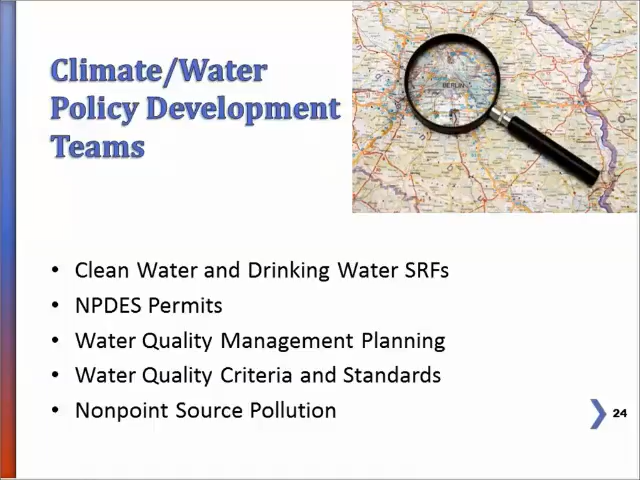 Climate/Water
Policy Development
Teams
BERLIN
• Clean Water and Drinking Water SRFs
• NPDES Permits
• Water Quality Management Planning
• Water Quality Criteria and Standards
• Nonpoint Source Pollution
24